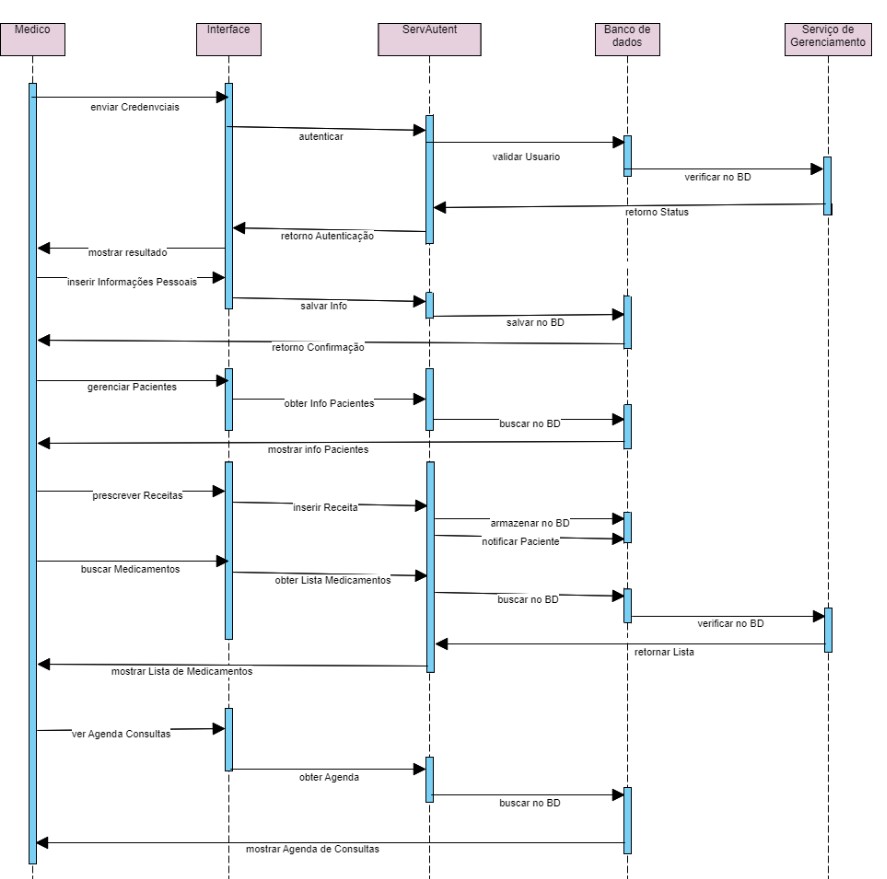 Medico
Interface
ServAutent
Banco de
dados
Serviço de
Gerenciamento
enviar Credenvciais
autenticar
validar Usuario
verificar no BD
retorno Status
retorno Autenticação
mostrar resultado
inserir Informações Pessoais
salvar Info
salvar no BD
retorno Confirmação
gerenciar Pacientes
obter Info Pacientes
buscar no BD
mostrar info Pacientes
prescrever Receitas
inserir Receita
armazenar no BD
notificar Paciente
buscar Medicamentos
obter Lista Medicamentos
buscar no BD
verificar no BD
retornar Lista
mostrar Lista de Medicamentos
ver Agenda Consultas
obter Agenda
buscar no BD
mostrar Agenda de Consultas